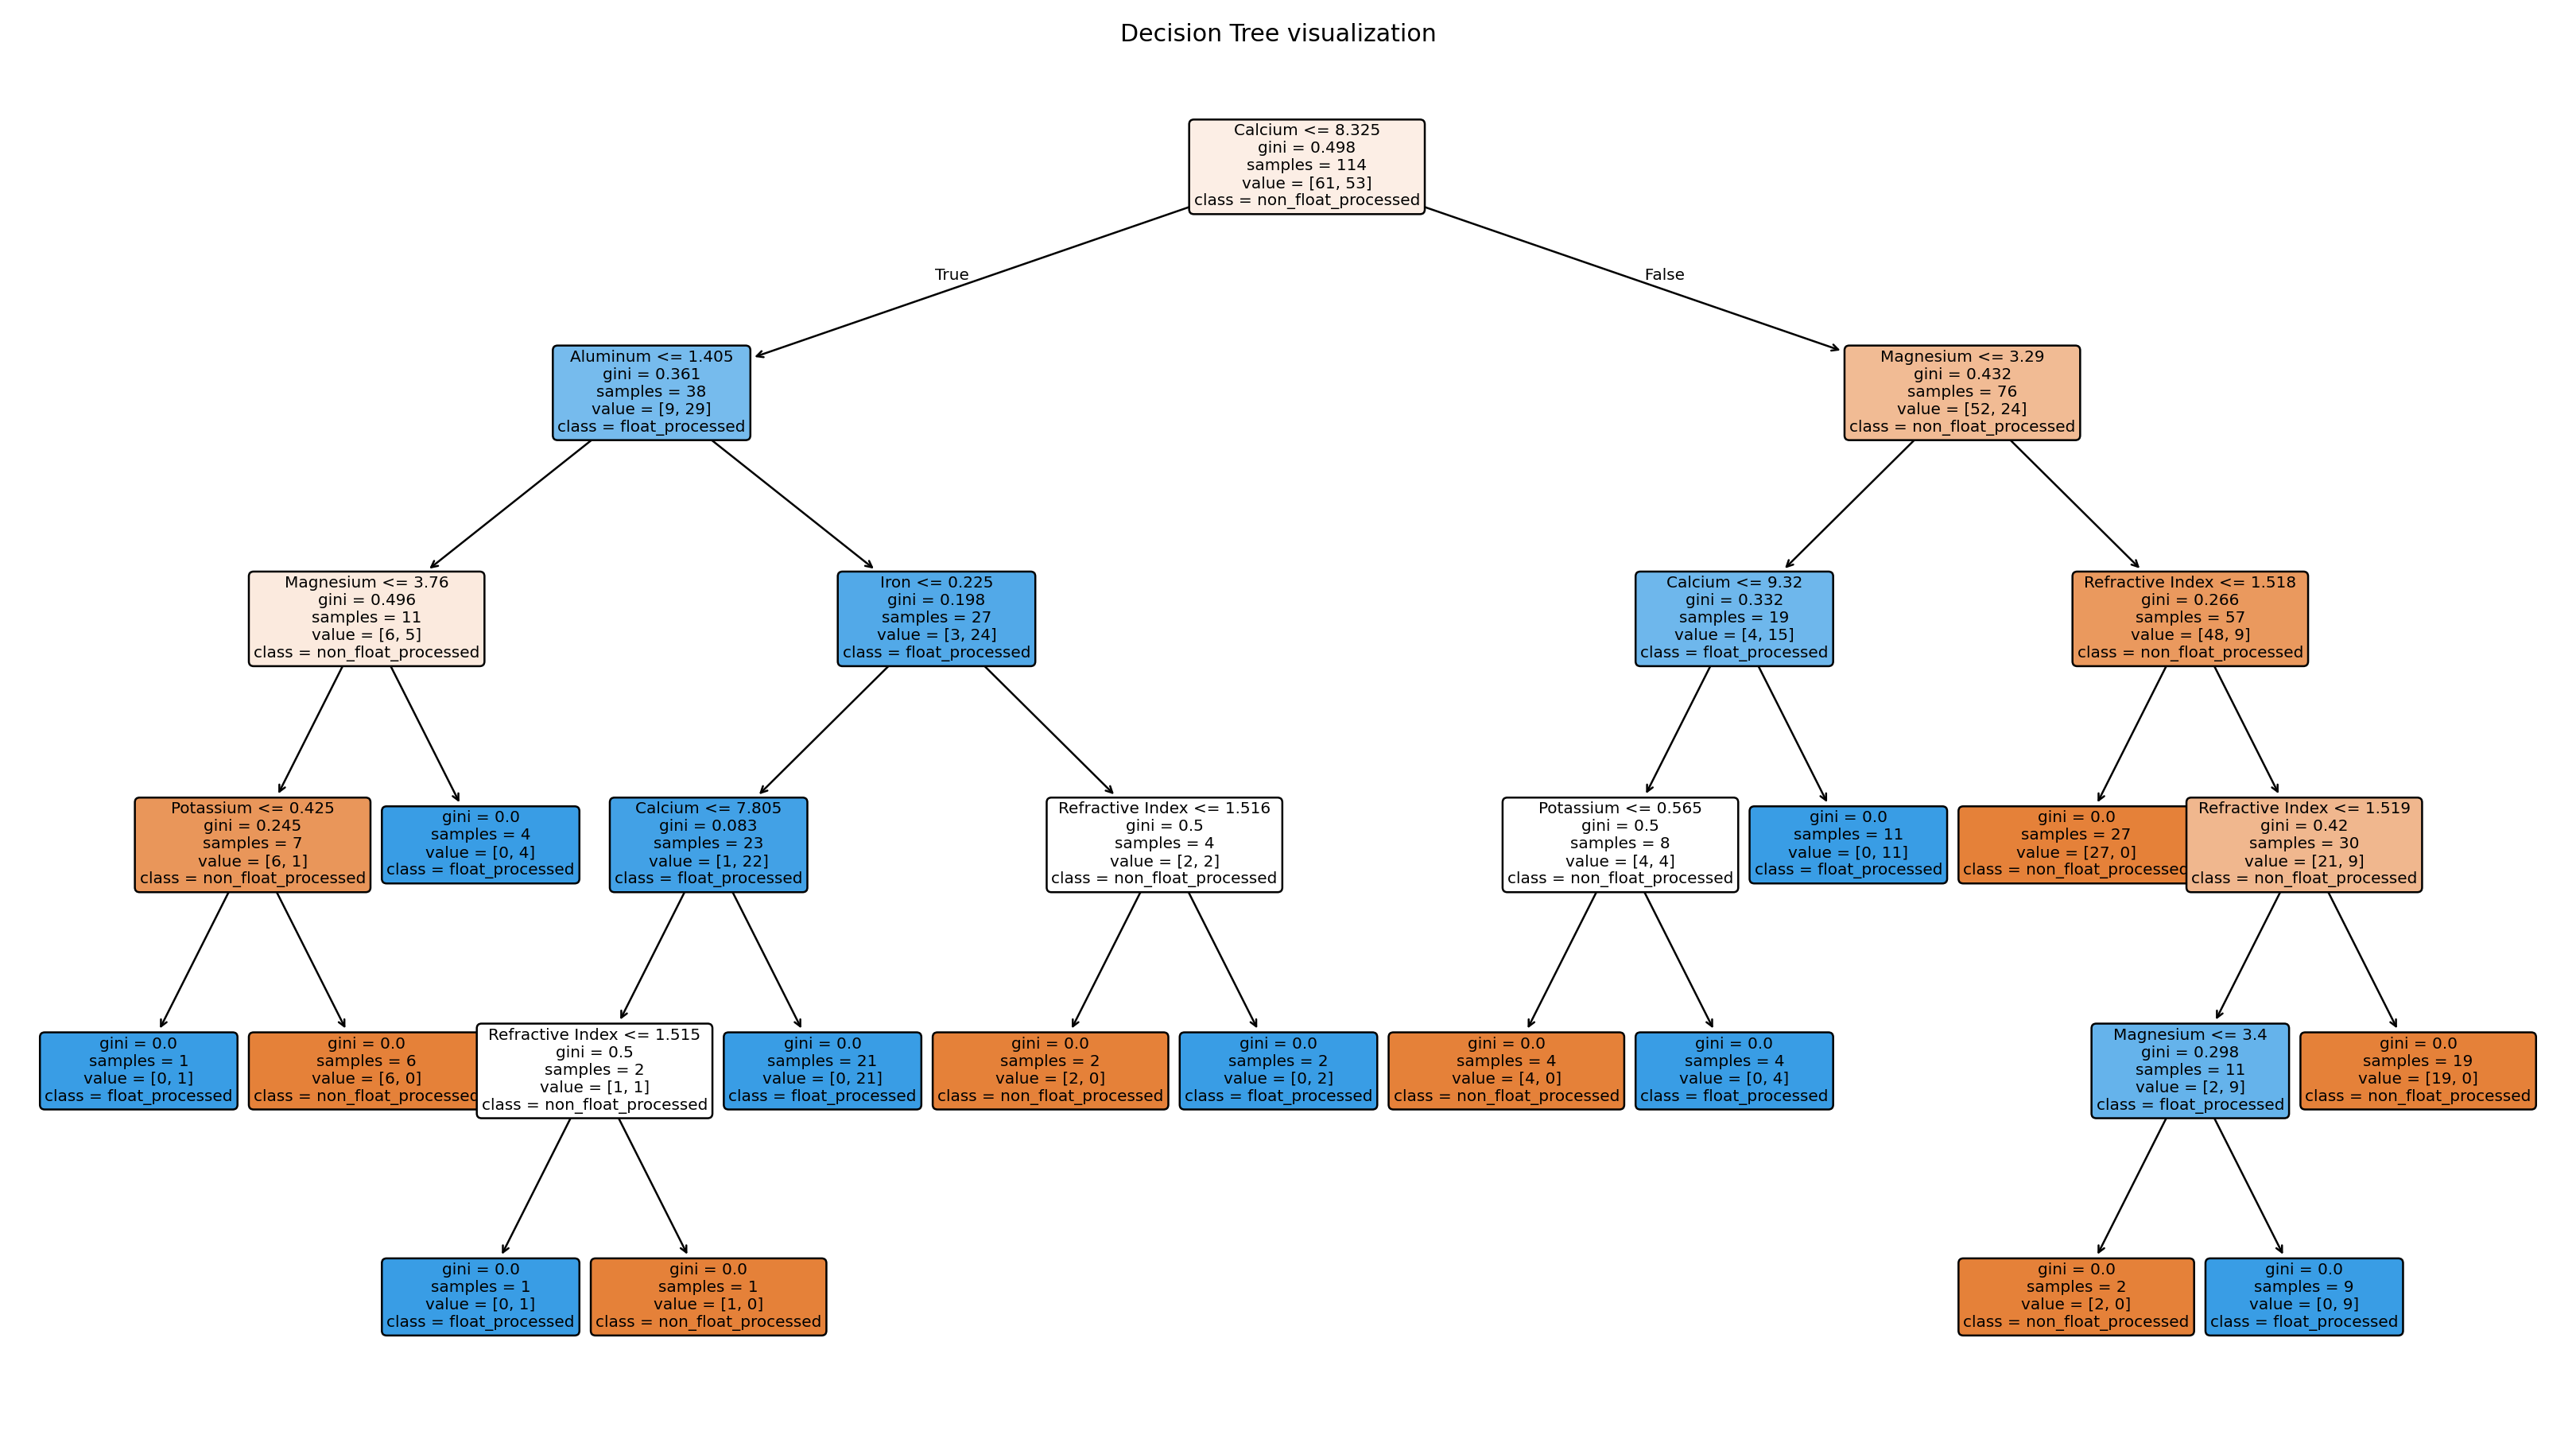 Decision Tree visualization
Calcium <= 8.325
gini = 0.498
samples = 114
value = [61, 53]
class = non_float_processed
True
False
Aluminum <= 1.405
gini = 0.361
samples = 38
value = [9, 29]
class = float_processed
Magnesium <= 3.29
gini = 0.432
samples = 76
value = [52, 24]
class = non_float_processed
Magnesium <= 3.76
gini = 0.496
samples = 11
value = [6, 5]
class = non_float_processed
Iron <= 0.225
gini = 0.198
samples = 27
value = [3, 24]
class = float_processed
Calcium <= 9.32
gini = 0.332
samples = 19
value = [4, 15]
class = float_processed
Refractive Index <= 1.518
gini = 0.266
samples = 57
value = [48, 9]
class = non_float_processed
Potassium <= 0.425
gini = 0.245
samples = 7
value = [6, 1]
class = non_float_processed
gini = 0.0
samples = 4
value = [0, 4]
class = float_processed
Calcium <= 7.805
gini = 0.083
samples = 23
value = [1, 22]
class = float_processed
Refractive Index <= 1.516
gini = 0.5
samples = 4
value = [2, 2]
class = non_float_processed
Potassium <= 0.565
gini = 0.5
samples = 8
value = [4, 4]
class = non_float_processed
gini = 0.0
samples = 11
value = [0, 11]
class = float_processed
gini = 0.0
samples = 27
value = [27, 0]
class = non_float_processed
Refractive Index <= 1.519
gini = 0.42
samples = 30
value = [21, 9]
class = non_float_processed
gini = 0.0
samples = 1
value = [0, 1]
class = float_processed
gini = 0.0
samples = 6
value = [6, 0]
class = non_float_processed
Refractive Index <= 1.515
gini = 0.5
samples = 2
value = [1, 1]
class = non_float_processed
gini = 0.0
samples = 21
value = [0, 21]
class = float_processed
gini = 0.0
samples = 2
value = [2, 0]
class = non_float_processed
gini = 0.0
samples = 2
value = [0, 2]
class = float_processed
gini = 0.0
samples = 4
value = [4, 0]
class = non_float_processed
gini = 0.0
samples = 4
value = [0, 4]
class = float_processed
Magnesium <= 3.4
gini = 0.298
samples = 11
value = [2, 9]
class = float_processed
gini = 0.0
samples = 19
value = [19, 0]
class = non_float_processed
gini = 0.0
samples = 1
value = [0, 1]
class = float_processed
gini = 0.0
samples = 1
value = [1, 0]
class = non_float_processed
gini = 0.0
samples = 2
value = [2, 0]
class = non_float_processed
gini = 0.0
samples = 9
value = [0, 9]
class = float_processed